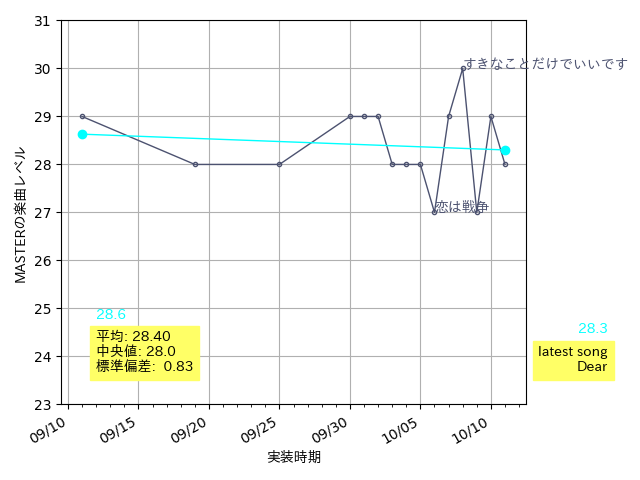 31
30
29
28
27
26
25
24
23
MASTERの楽曲レベル
すきなことだけでいいです
恋は戦争
28.6
平均: 28.40
中央値: 28.0
標準偏差: 0.83
28.3
latest song
Dear
09/10
09/15
09/20
09/25
09/30
10/05
10/10
実装時期